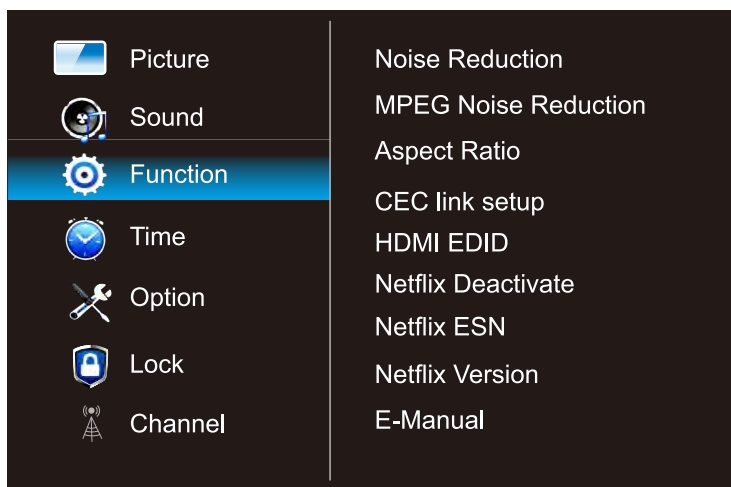 Picture
Sound
Function
Time
Option
Lock
Channel
Noise Reduction
MPEG Noise Reduction
Aspect Ratio
CEC link setup
HDMI EDID
Netflix Deactivate
Netflix ESN
Netflix Version
E-Manual